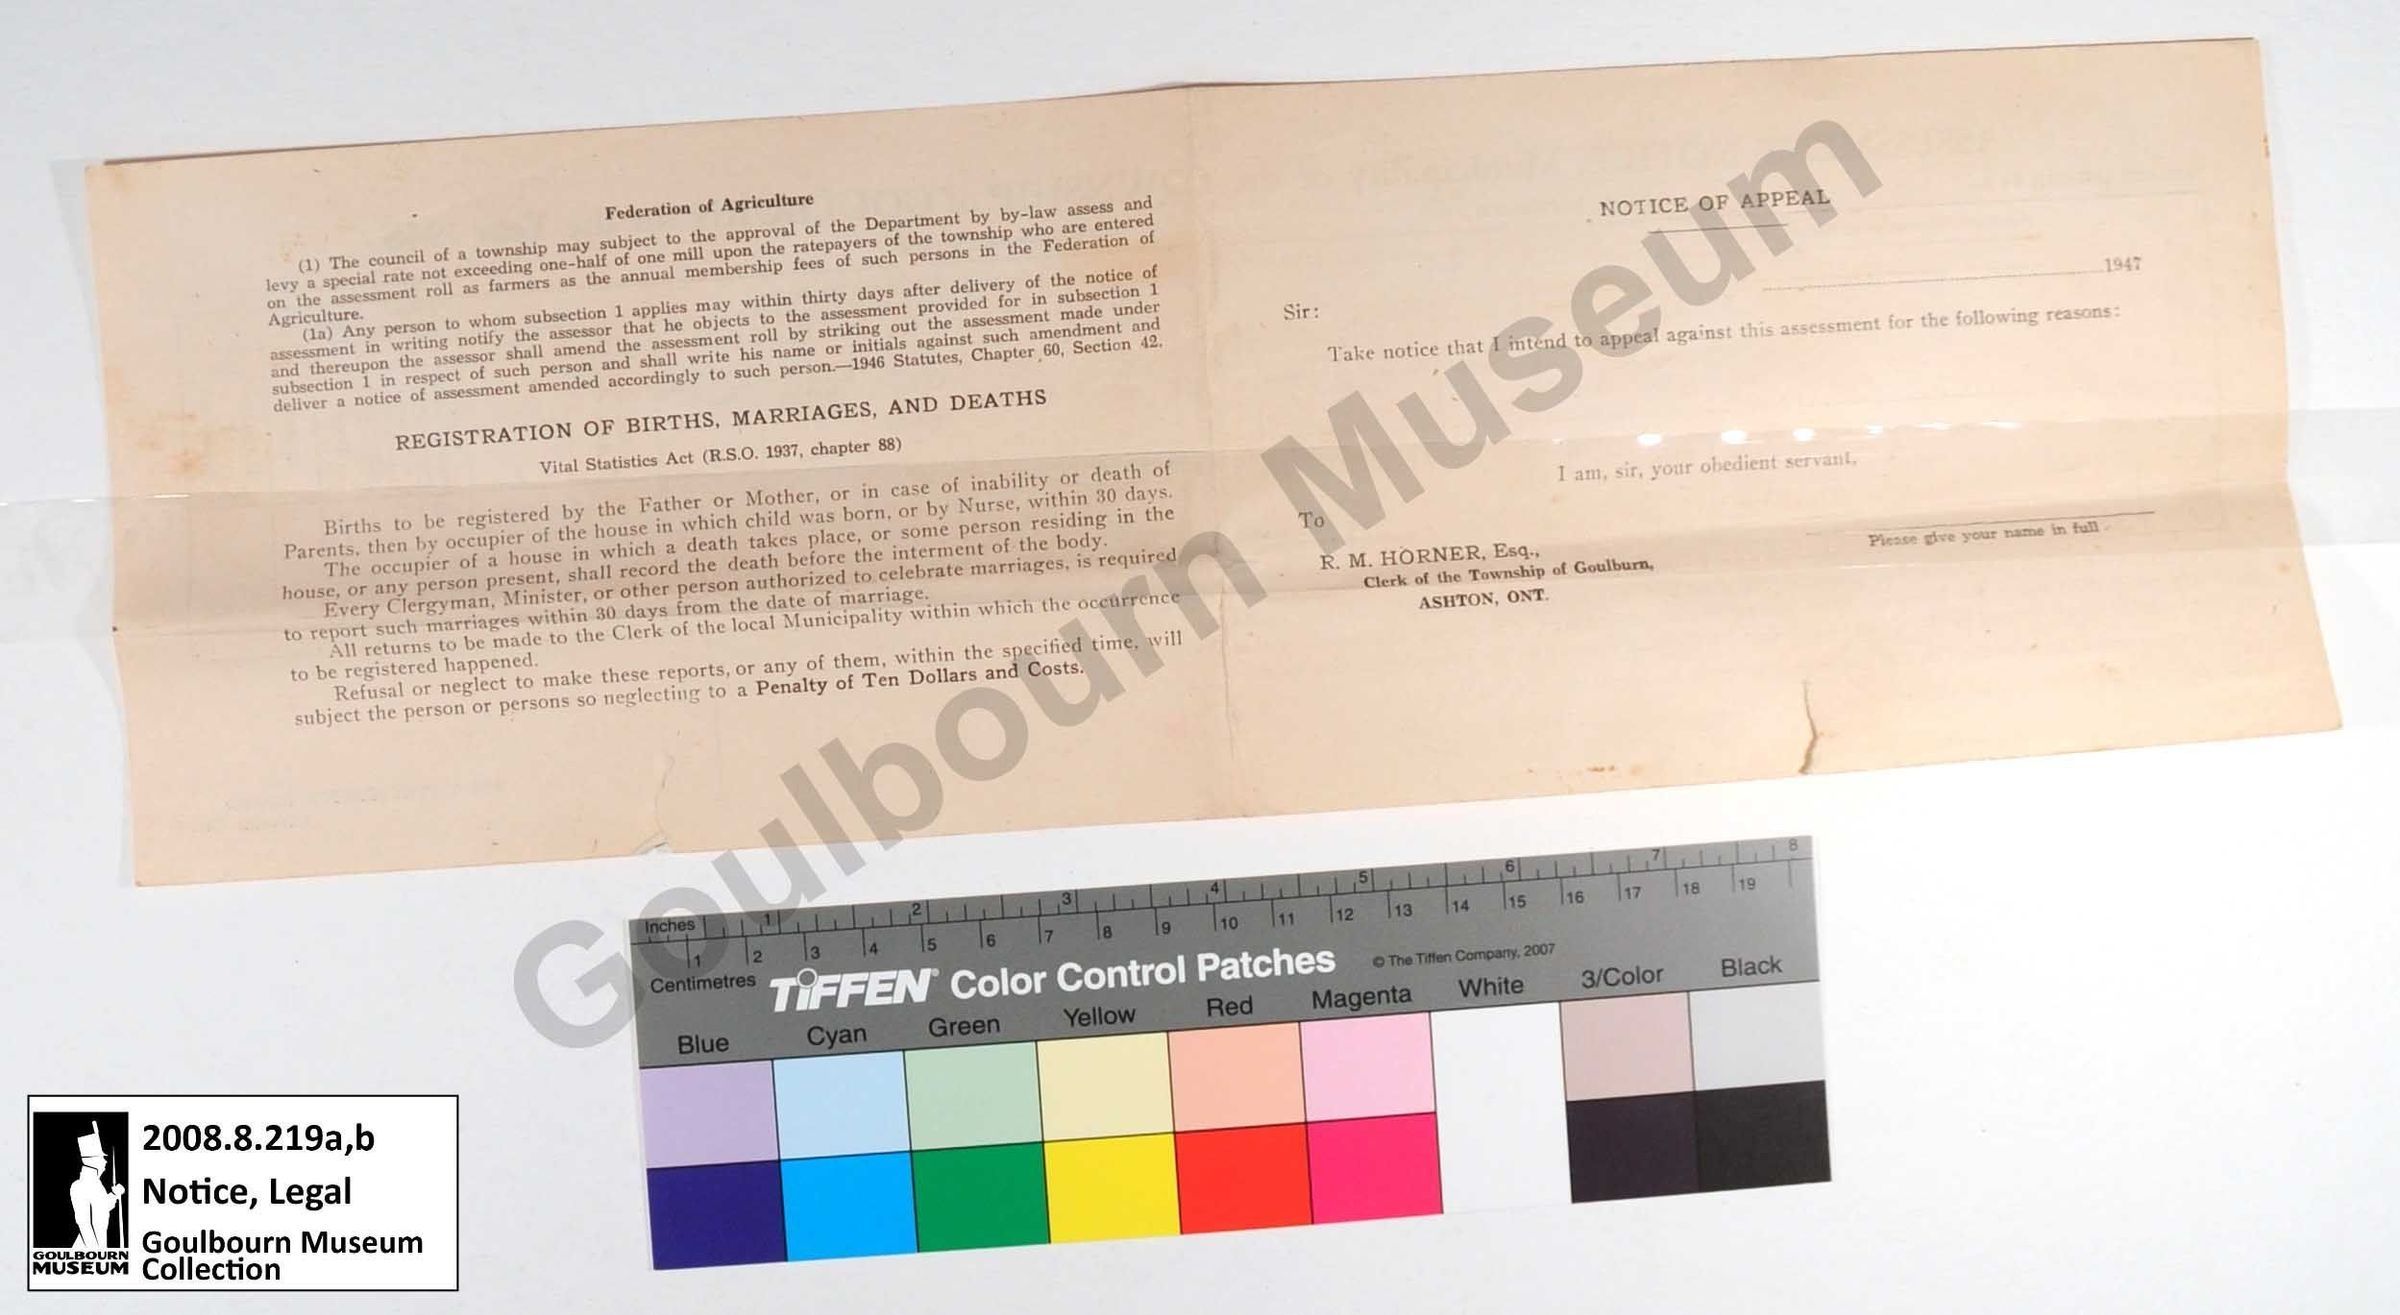 Federation of Agriculture
(1) The council of a township may subject to the approval of the Department by by-law assess and
levy a special rate not exceeding one-half of one mill upon the ratepayers of the township who are entered
on the assessment roll as farmers as the annual membership fees of such persons in the Federation of
Agriculture.
(1a) Any person to whom subsection 1 applies may within thirty days after delivery of the notice of
assessment in writing notify the assessor that he objects to the assessment provided for in subsection 1
and thereupon the assessor shall amend the assessment roll by striking out the assessment made under
subsection 1 in respect of such person and shall write his name or initials against such amendment and
deliver a notice of assessment amended accordingly to such person.—1946 Statutes, Chapter 60, Section 42.
REGISTRATION OF BIRTHS, MARRIAGES, AND DEATHS
Vital Statistics Act (R.S.O. 1937, chapter 88)
Births to be registered by the Father or Mother, or in case of inability or death of
Parents, then by occupier of the house in which child was born, or by Nurse, within 30 days.
The occupier of a house in which a death takes place, or some person residing in the
house, or any person present, shall record the death before the interment of the body.
Every Clergyman, Minister, or other person authorized to celebrate marriages, is required
to report such marriages within 30 days from the date of marriage.
All returns to be made to the Clerk of the local Municipality within which the occurrence
to be registered happened.
Refusal or neglect to make these reports, or any of them, within the specified time, will
subject the person or persons so neglecting to a Penalty of Ten Dollars and Costs.
NOTICE OF APPEAL
1947
Sir:
Take notice that I intend to appeal against this assessment for the following reasons:
I am, sir, your obedient servant,
To
Please give your name in full
R. M. HORNER, Esq.,
Clerk of the Township of Goulburn,
ASHTON, ONT.
Goulbourn Museum
Inches 1 2 3 4 5 6 7 8
1 2 3 4 5 6 7 8 9 10 11 12 13 14 15 16 17 18 19
Centimetres TIFFEN® Color Control Patches © The Tiffen Company, 2007
Blue Cyan Green Yellow Red Magenta White 3/Color Black
2008.8.219a,b
Notice, Legal
Goulbourn Museum
Collection
GOULBOURN
MUSEUM